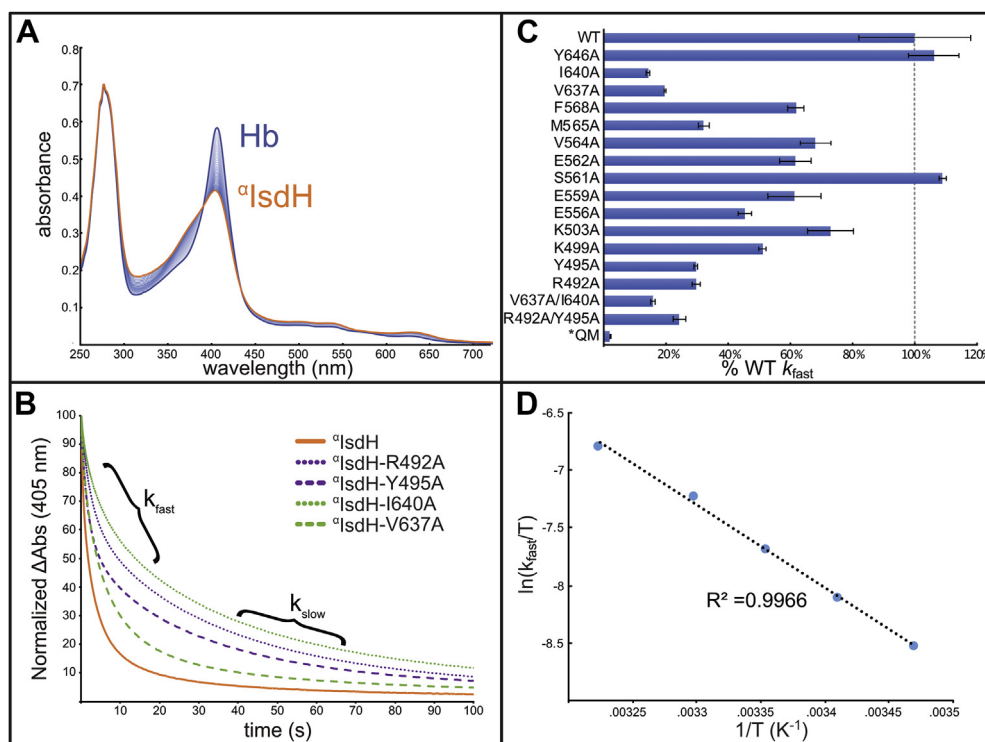 A
absorbance
0.8
0.7
0.6
0.5
0.4
0.3
0.2
0.1
Hb
αIsdH
250 300 350 400 450 500 550 600 650 700
wavelength (nm)
B
Normalized ΔAbs (405 nm)
100
90
80
70
60
50
40
30
20
10
kfast
kslow
αIsdH
αIsdH-R492A
αIsdH-Y495A
αIsdH-I640A
αIsdH-V637A
10 20 30 40 50 60 70 80 90 100
time (s)
C
WT
Y646A
I640A
V637A
F568A
M565A
V564A
E562A
S561A
E559A
E556A
K503A
K499A
Y495A
R492A
V637A/I640A
R492A/Y495A
*QM
20% 40% 60% 80% 100% 120%
% WT kfast
D
ln(kfast/T)
-6.5
-7
-7.5
-8
-8.5
R² =0.9966
.00325 .0033 .00335 .0034 .00345 .0035
1/T (K⁻¹)